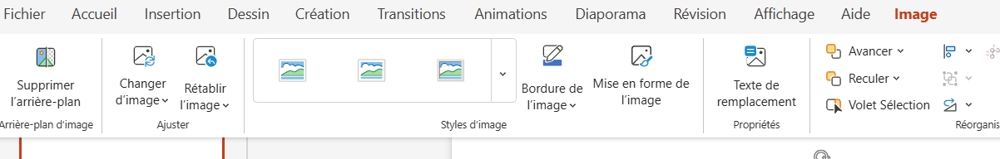 Fichier Accueil Insertion Dessin Création Transitions Animations Diaporama Révision Affichage Aide Image
Supprimer
l'arrière-plan
Arrière-plan d'image
Changer
d'image
Rétablir
l'image
Ajuster
Styles d'image
Bordure de
l'image
Mise en forme de
l'image
Texte de
remplacement
Propriétés
Avancer
Reculer
Volet Sélection
Réorganis